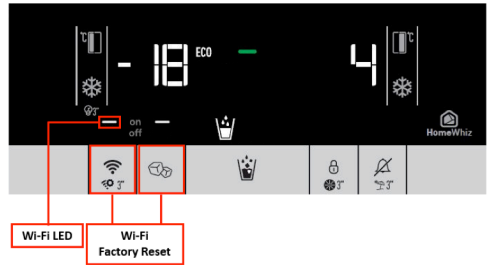 ℃
-18
ECO
4
℃
3"
on
off
HomeWhiz
3"
3"
3"
Wi-Fi LED
Wi-Fi
Factory Reset